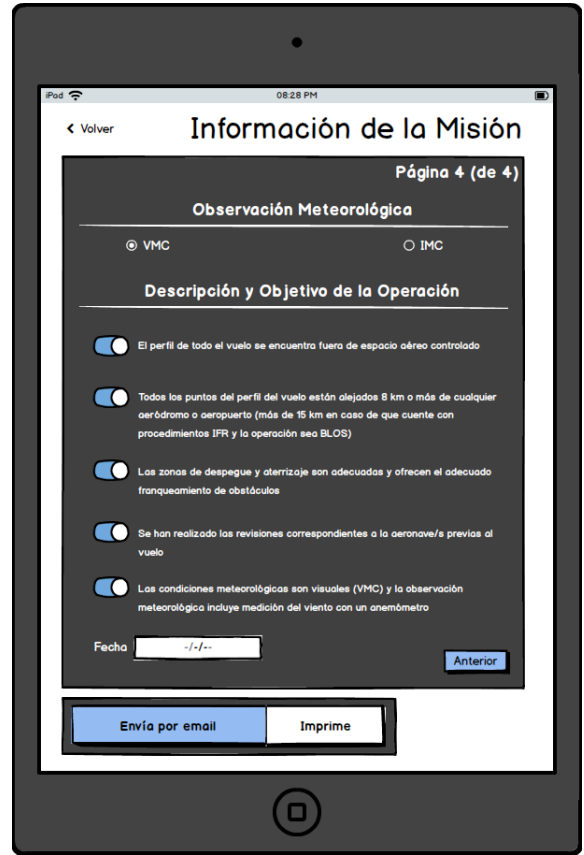 iPad 08:28 PM
Volver Información de la Misión
Página 4 (de 4)
Observación Meteorológica
VMC IMC
Descripción y Objetivo de la Operación
El perfil de todo el vuelo se encuentra fuera de espacio aéreo controlado
Todos los puntos del perfil del vuelo están alejados 8 km o más de cualquier
aeródromo o aeropuerto (más de 15 km en caso de que cuente con
procedimientos IFR y la operación sea BLOS)
Las zonas de despegue y aterrizaje son adecuadas y ofrecen el adecuado
franqueamiento de obstáculos
Se han realizado las revisiones correspondientes a la aeronave/s previas al
vuelo
Las condiciones meteorológicas son visuales (VMC) y la observación
meteorológica incluye medición del viento con un anemómetro
Fecha -/-/--
Anterior
Envía por email Imprime